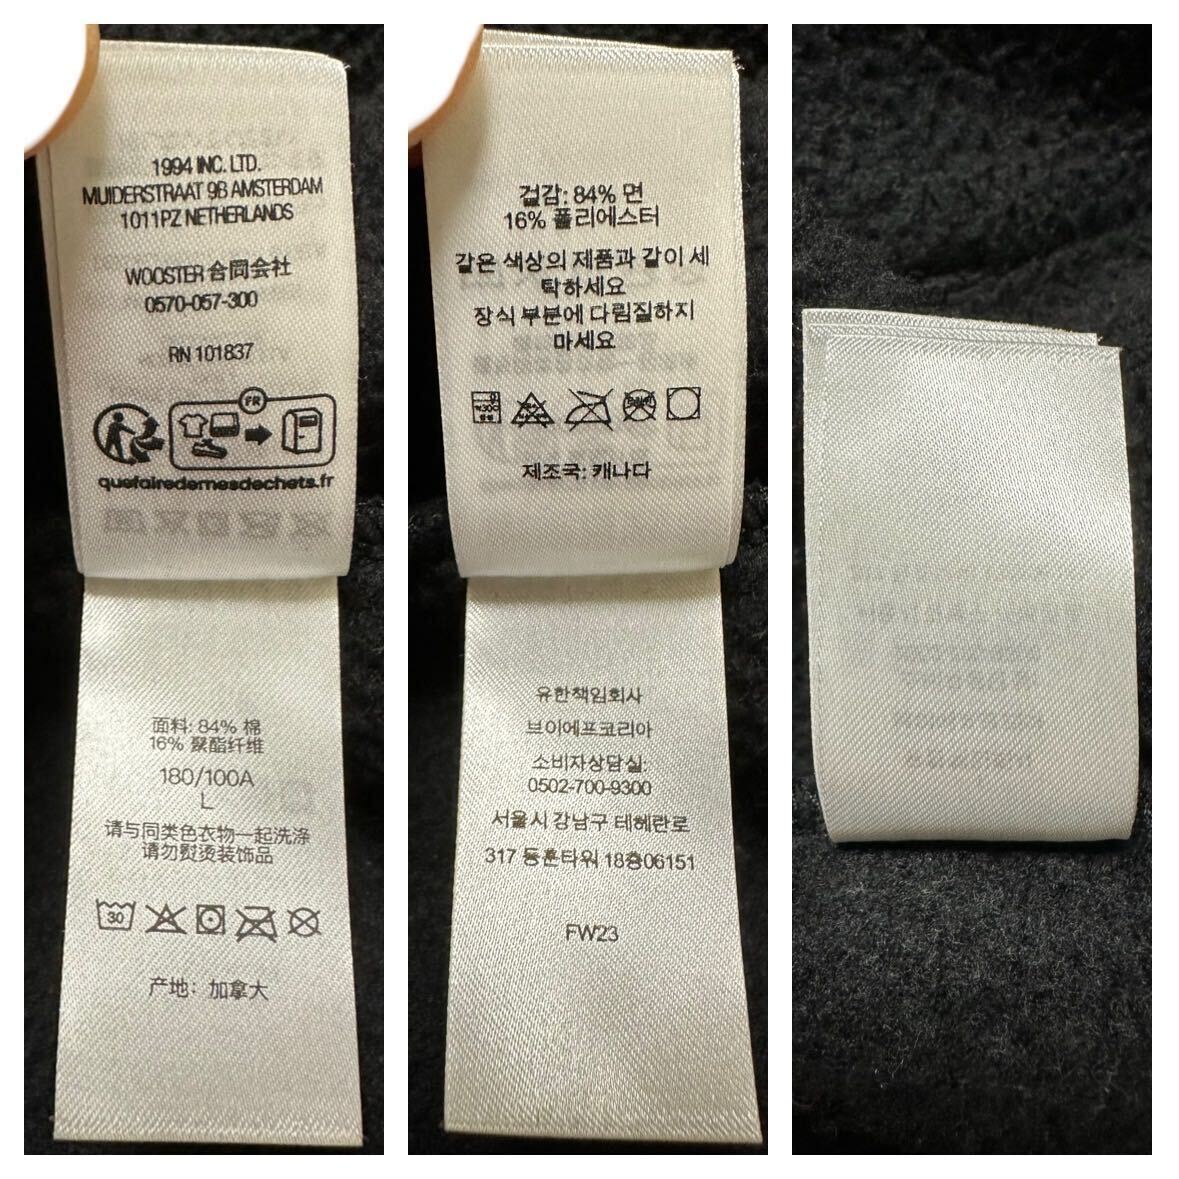 1994 INC. LTD.
MUIDERSTRAAT 9B AMSTERDAM
1011PZ NETHERLANDS
WOOSTER 合同会社
0570-057-300
RN 101837
FR
quefairedemesdechets.fr
面料: 84% 棉
16% 聚酯纤维
180/100A
L
请与同类色衣物一起洗涤
请勿熨烫装饰品
30
产地: 加拿大
겉감: 84% 면
16% 폴리에스터
같은 색상의 제품과 같이 세
탁하세요
장식 부분에 다림질하지
마세요
제조국: 캐나다
유한책임회사
브이에프코리아
소비자상담실:
0502-700-9300
서울시 강남구 테헤란로
317 동훈타워 18층06151
FW23